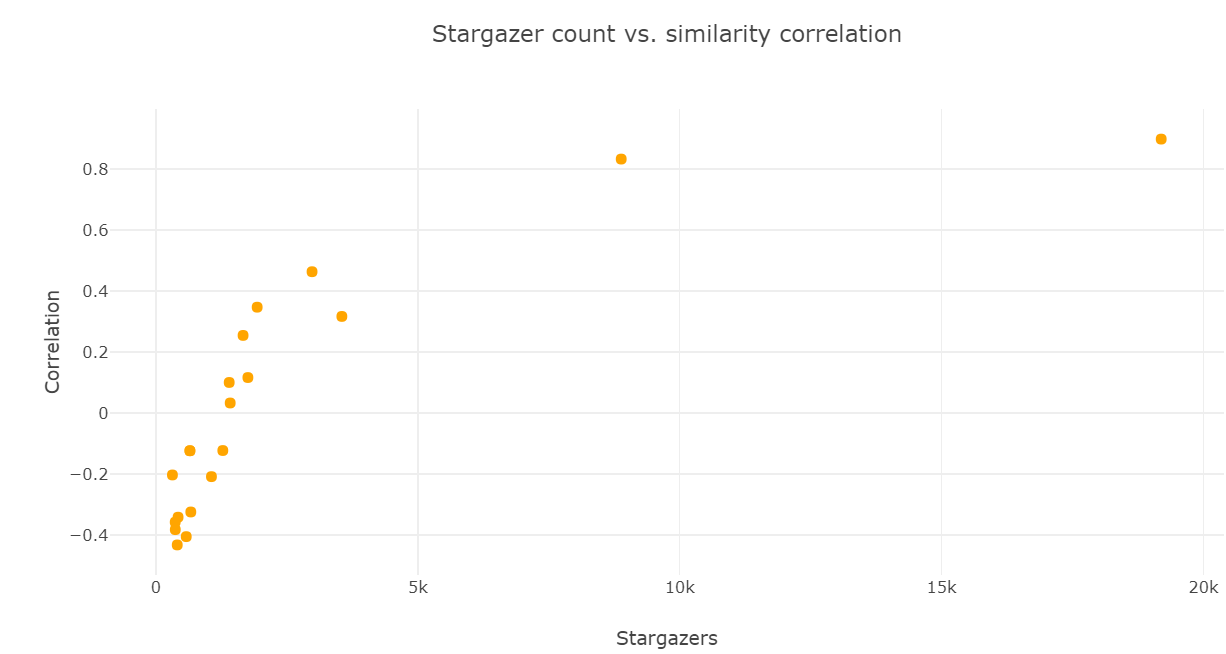 Stargazer count vs. similarity correlation
0.8
0.6
0.4
0.2
0
−0.2
−0.4
Correlation
0
5k
10k
15k
20k
Stargazers